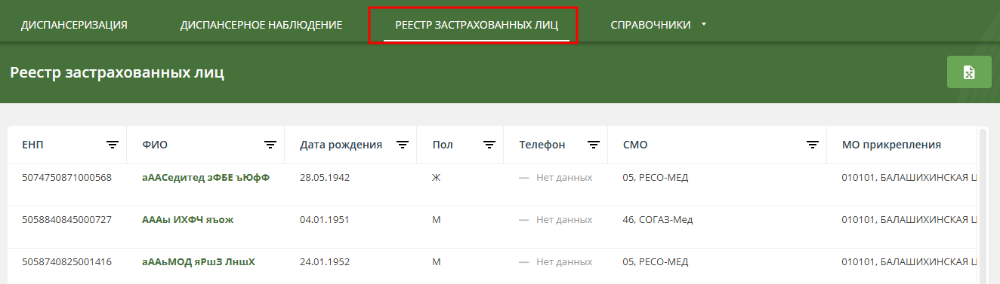 ДИСПАНСЕРИЗАЦИЯ ДИСПАНСЕРНОЕ НАБЛЮДЕНИЕ РЕЕСТР ЗАСТРАХОВАННЫХ ЛИЦ СПРАВОЧНИКИ
Реестр застрахованных лиц
ЕНП ФИО Дата рождения Пол Телефон СМО МО прикрепления
5074750871000568 аААСедитед зФБЕ ъЮфФ 28.05.1942 Ж — Нет данных 05, РЕСО-МЕД 010101, БАЛАШИХИНСКАЯ Ц
5058840845000727 АААы ИХФЧ яъож 04.01.1951 М — Нет данных 46, СОГАЗ-Мед 010101, БАЛАШИХИНСКАЯ Ц
5058740825001416 аААьМОД яРшЗ ЛншХ 24.01.1952 М — Нет данных 05, РЕСО-МЕД 010101, БАЛАШИХИНСКАЯ Ц